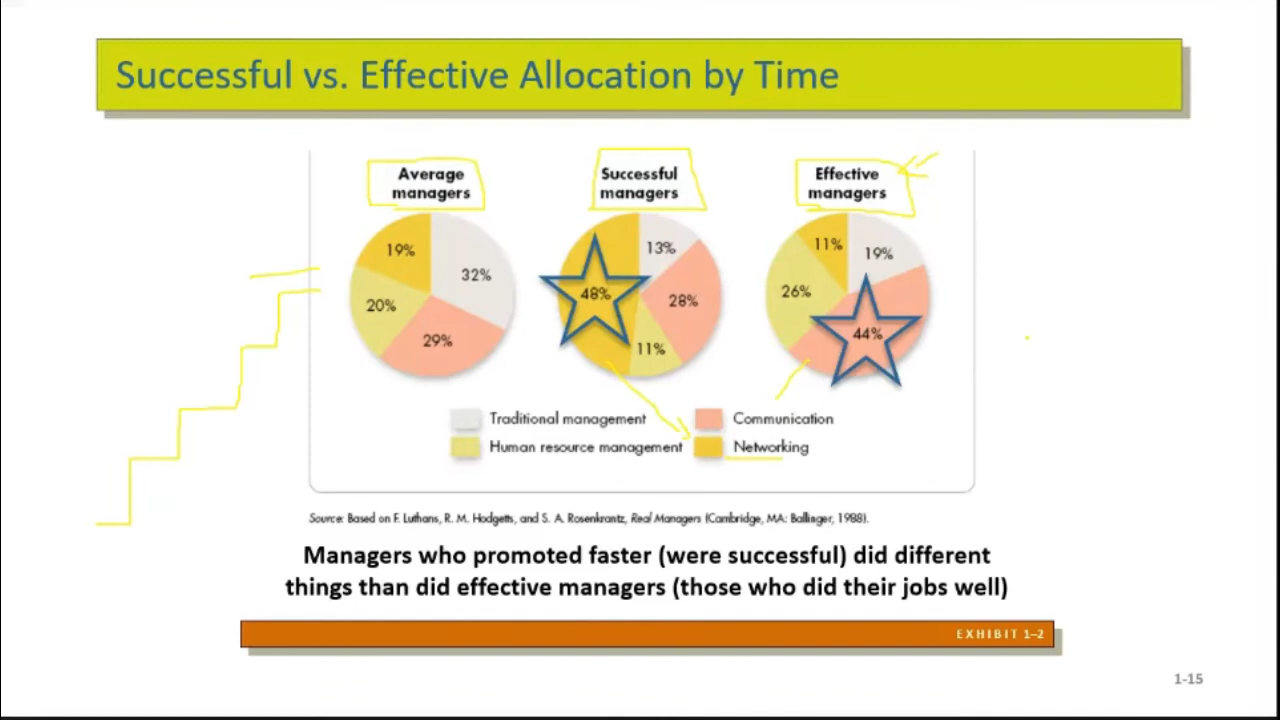 Successful vs. Effective Allocation by Time
Average
managers
Successful
managers
Effective
managers
19%
32%
20%
29%
48%
13%
28%
11%
11%
19%
26%
44%
Traditional management
Communication
Human resource management
Networking
Source: Based on F. Luthans, R. M. Hodgetts, and S. A. Rosenkrantz, Real Managers (Cambridge, MA: Ballinger, 1988).
Managers who promoted faster (were successful) did different
things than did effective managers (those who did their jobs well)
EXHIBIT 1–2
1-15